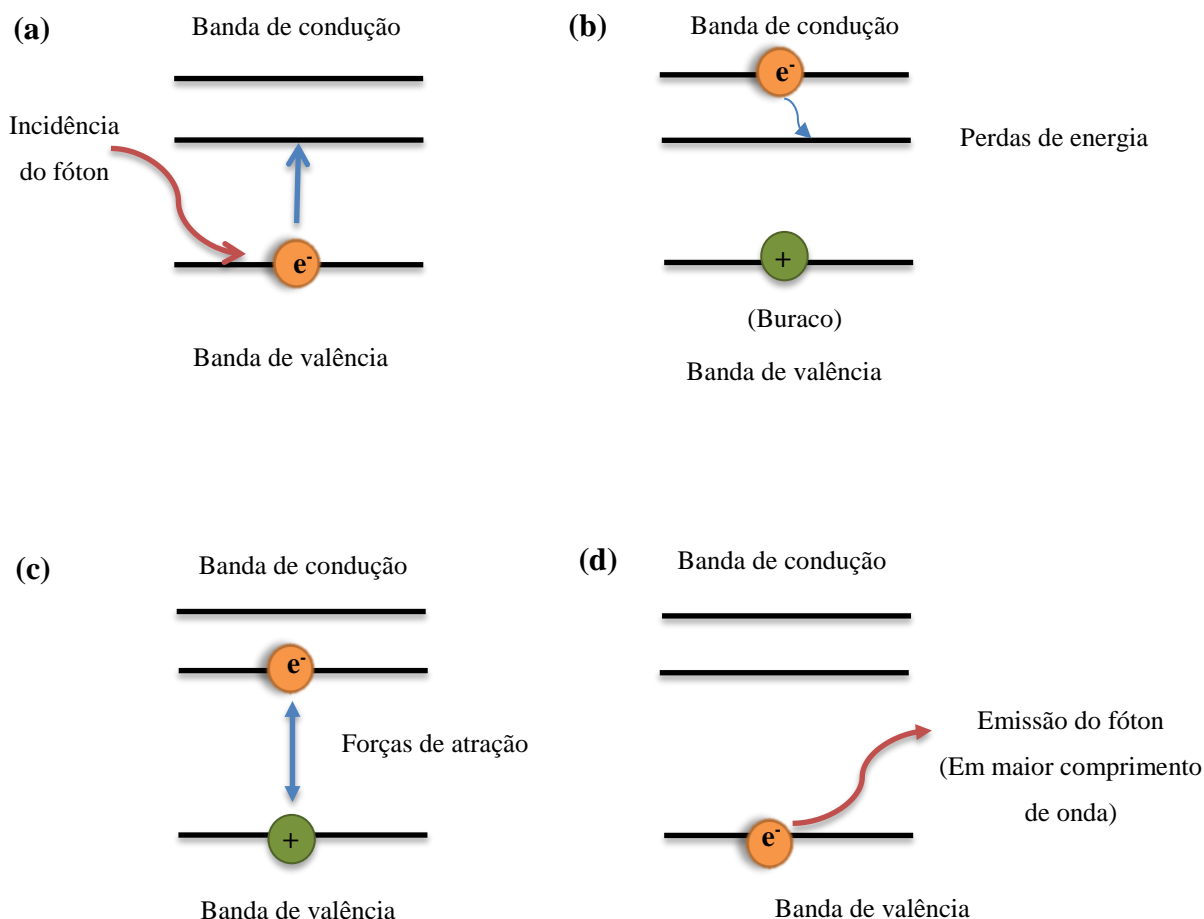 (a)
Banda de condução
Incidência
do fóton
e-
Banda de valência
(b)
Banda de condução
e-
Perdas de energia
+
(Buraco)
Banda de valência
(c)
Banda de condução
e-
Forças de atração
+
Banda de valência
(d)
Banda de condução
Emissão do fóton
(Em maior comprimento
de onda)
e-
Banda de valência